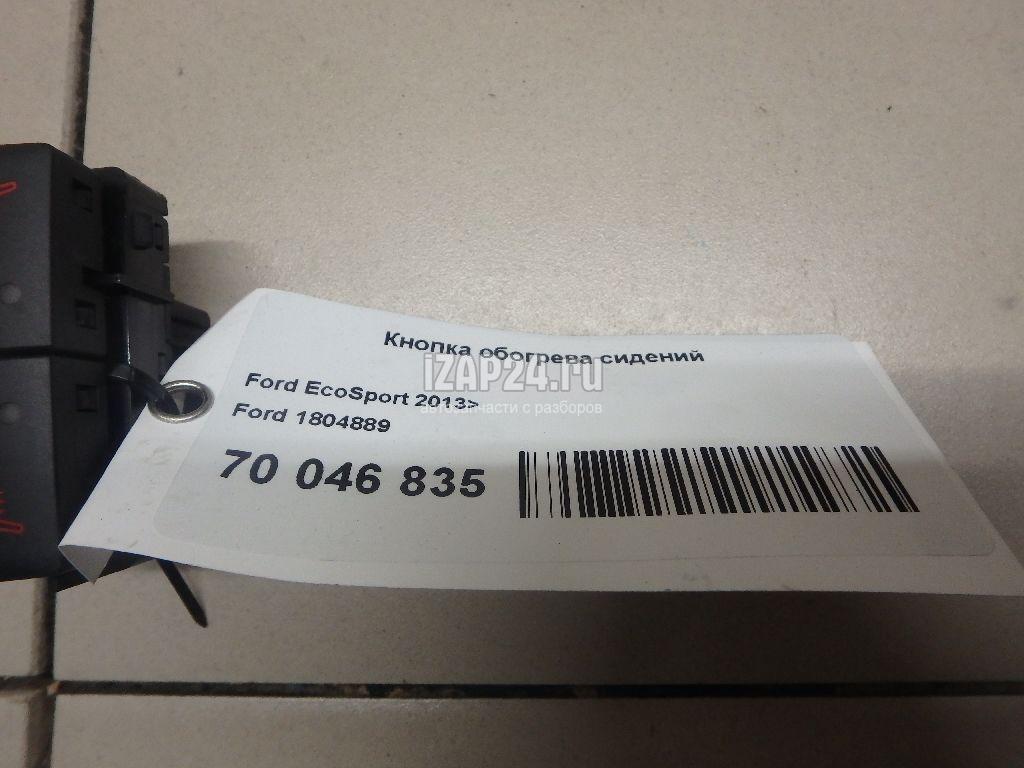 Кнопка обогрева сидений
iZAP24.ru
Ford EcoSport 2013>
автозапчасти с разборов
Ford 1804889
70 046 835